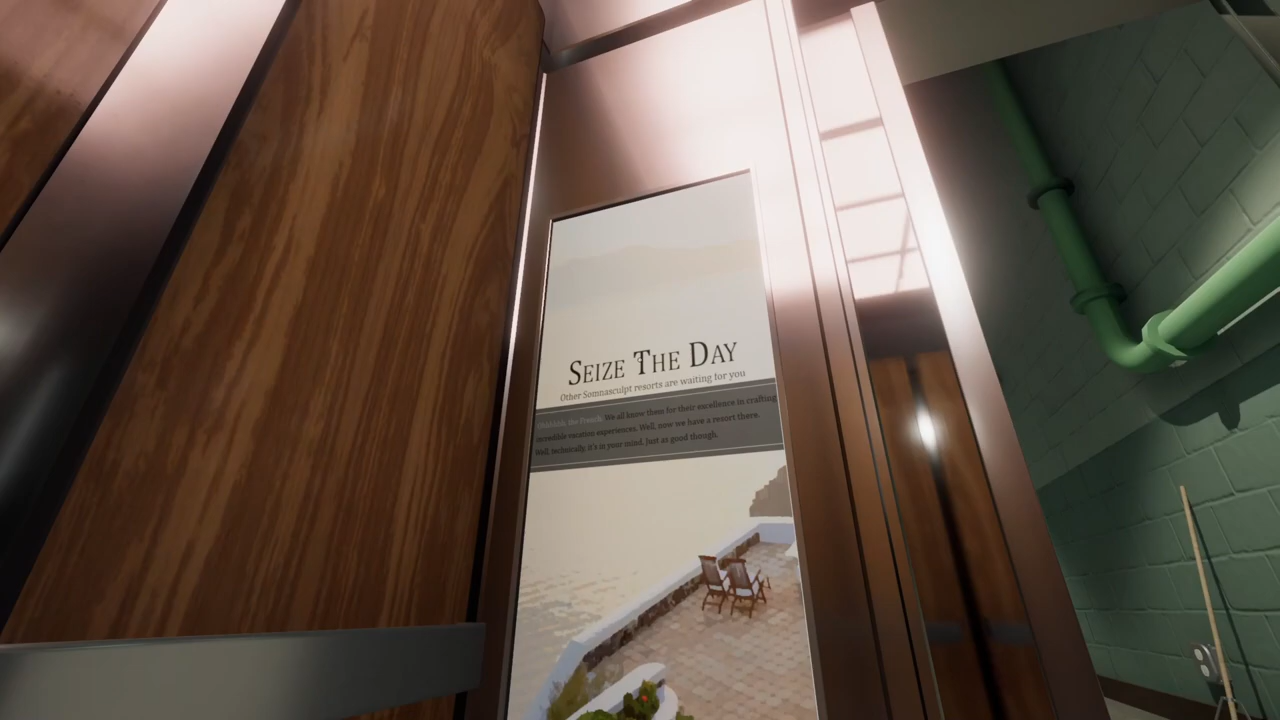 SEIZE THE DAY
Other Somnasculpt resorts are waiting for you
the French. We all know them for their excellence in crafting
incredible vacation experiences. Well, now we have a resort there.
Well, technically, it's in your mind. Just as good though.